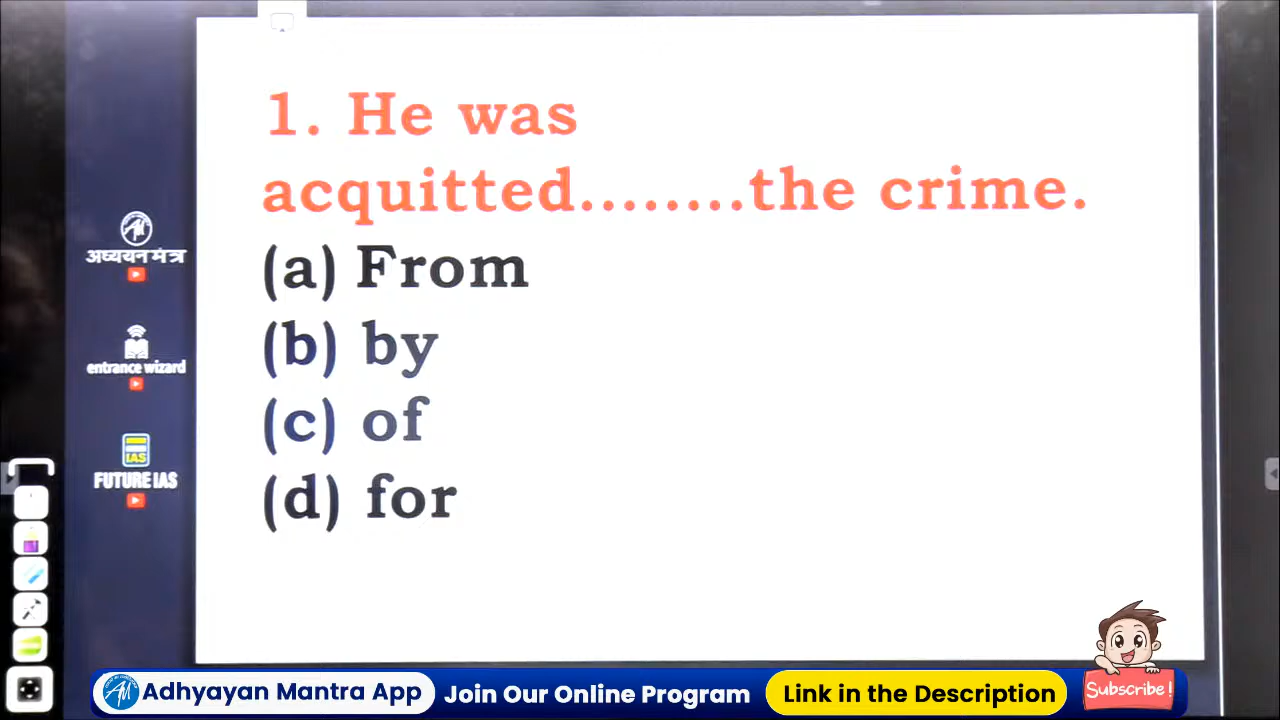 1. He was
acquitted........the crime.
(a) From
(b) by
(c) of
(d) for
अध्ययन मंत्र
entrance wizard
IAS
FUTURE IAS
Adhyayan Mantra App
Join Our Online Program
Link in the Description
Subscribe!